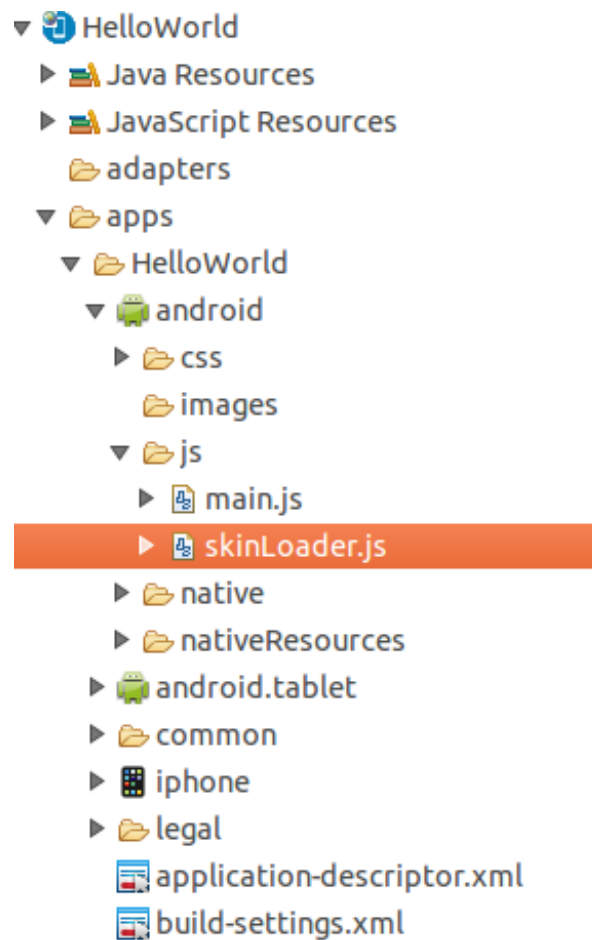 HelloWorld
Java Resources
JavaScript Resources
adapters
apps
HelloWorld
android
css
images
js
main.js
skinLoader.js
native
nativeResources
android.tablet
common
iphone
legal
application-descriptor.xml
build-settings.xml